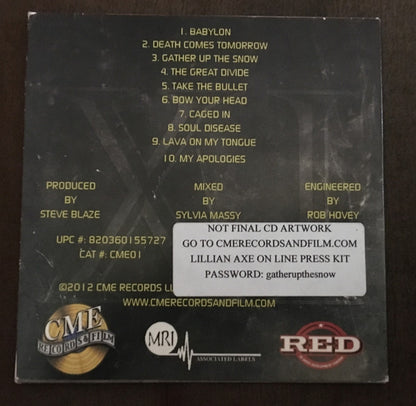 1. BABYLON
2. DEATH COMES TOMORROW
3. GATHER UP THE SNOW
4. THE GREAT DIVIDE
5. TAKE THE BULLET
6. BOW YOUR HEAD
7. CAGED IN
8. SOUL DISEASE
9. LAVA ON MY TONGUE
10. MY APOLOGIES
PRODUCED
BY
STEVE BLAZE
MIXED
BY
SYLVIA MASSY
ENGINEERED
BY
ROB HOVEY
UPC #: 820360155727
CAT #: CME01
NOT FINAL CD ARTWORK
GO TO CMERECORDSANDFILM.COM
LILLIAN AXE ON LINE PRESS KIT
PASSWORD: gatherupthesnow
©2012 CME RECORDS
WWW.CMERECORDSANDFILM.COM
CME
RECORDS & FILM
MRI
ASSOCIATED LABELS
RED